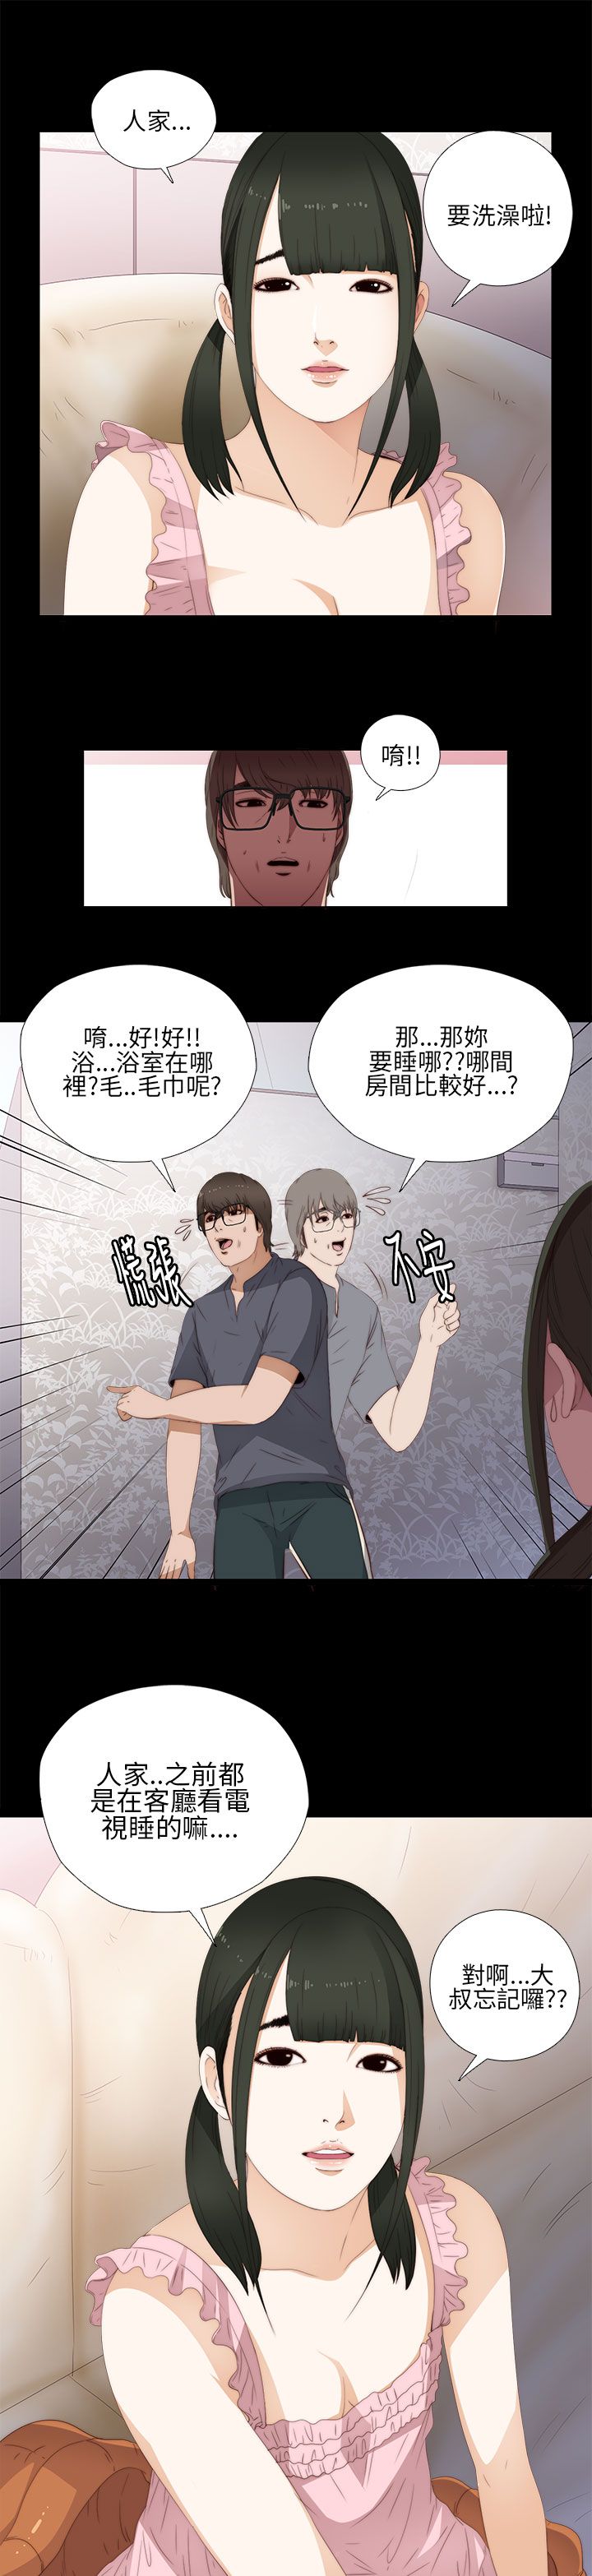 人家...
要洗澡啦!
唷!!
唷...好!好!!
浴...浴室在哪
裡?毛..毛巾呢?
那...那妳
要睡哪??哪間
房間比較好...?
慌張
不安
人家..之前都
是在客廳看電
視睡的嘛....
對啊...大
叔忘記囉??